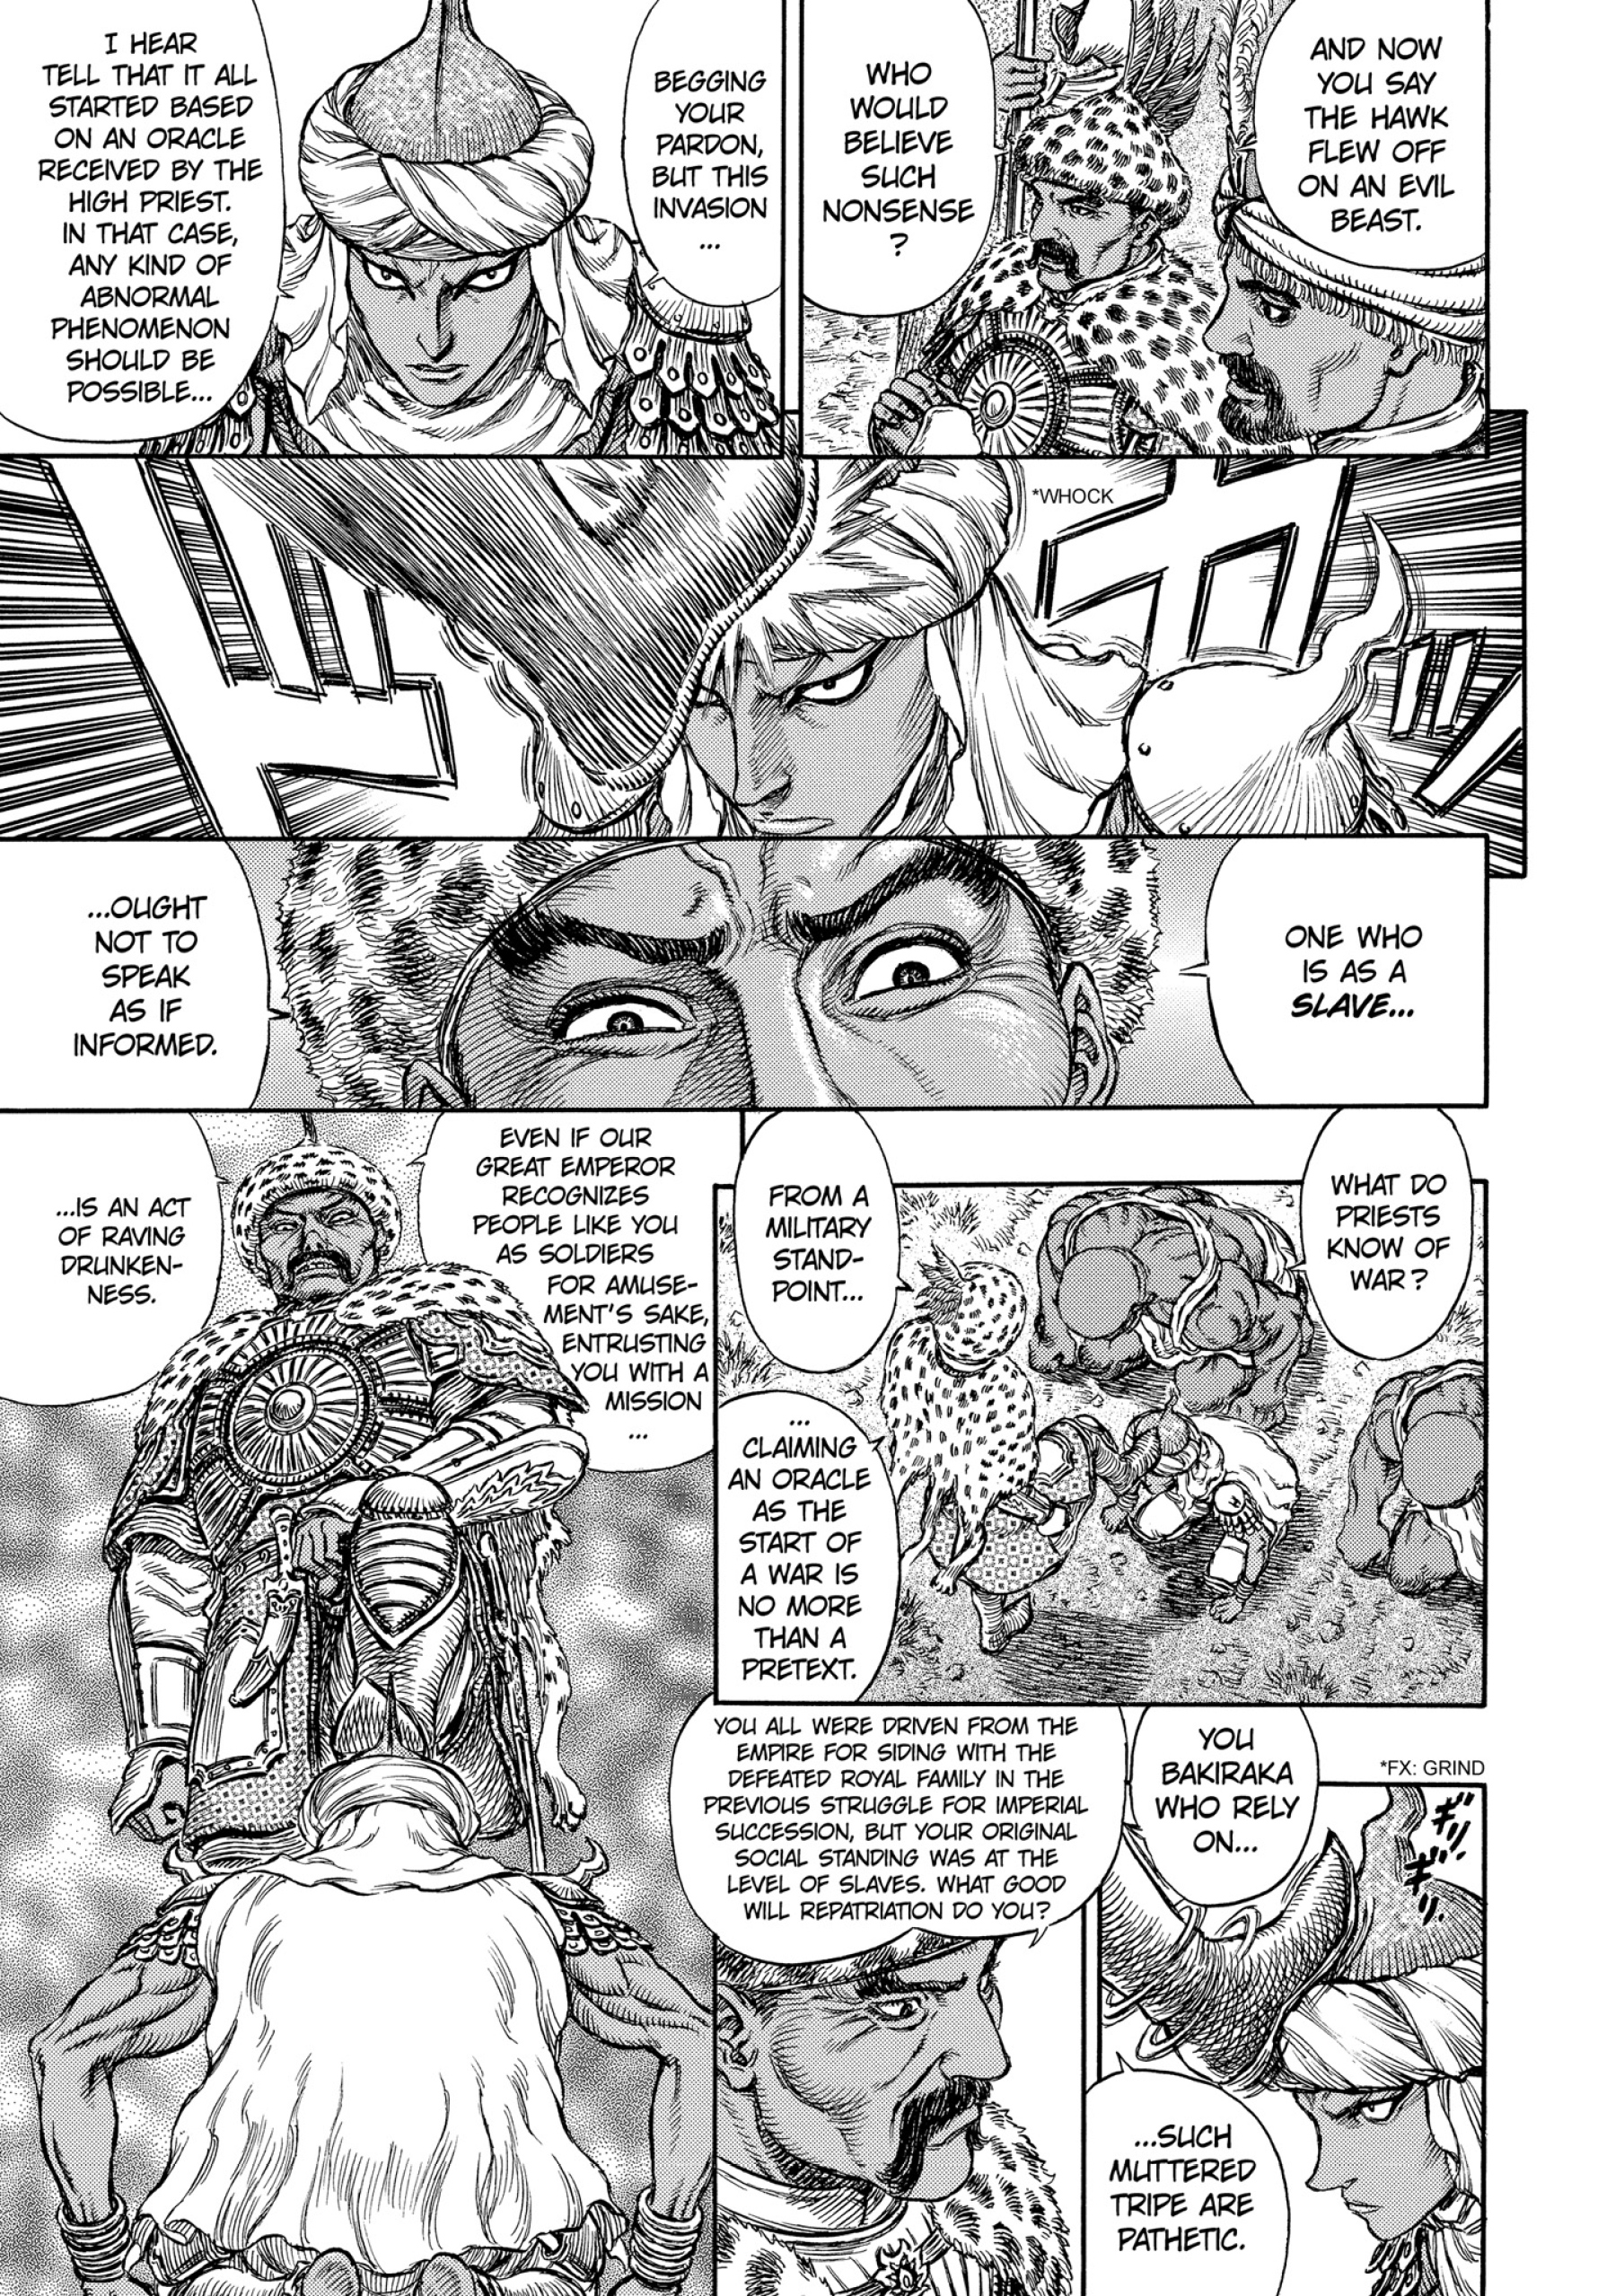 AND NOW
YOU SAY
THE HAWK
FLEW OFF
ON AN EVIL
BEAST.
WHO
WOULD
BELIEVE
SUCH
NONSENSE
?
BEGGING
YOUR
PARDON,
BUT THIS
INVASION
...
I HEAR
TELL THAT IT ALL
STARTED BASED
ON AN ORACLE
RECEIVED BY THE
HIGH PRIEST.
IN THAT CASE,
ANY KIND OF
ABNORMAL
PHENOMENON
SHOULD BE
POSSIBLE...
*WHOCK
ガッ
ド
ONE WHO
IS AS A
SLAVE...
...OUGHT
NOT TO
SPEAK
AS IF
INFORMED.
WHAT DO
PRIESTS
KNOW OF
WAR?
FROM A
MILITARY
STAND-
POINT...
...
CLAIMING
AN ORACLE
AS THE
START OF
A WAR IS
NO MORE
THAN A
PRETEXT.
YOU
BAKIRAKA
WHO RELY
ON...
*FX: GRIND
ギリ
ギリ
...SUCH
MUTTERED
TRIPE ARE
PATHETIC.
YOU ALL WERE DRIVEN FROM THE
EMPIRE FOR SIDING WITH THE
DEFEATED ROYAL FAMILY IN THE
PREVIOUS STRUGGLE FOR IMPERIAL
SUCCESSION, BUT YOUR ORIGINAL
SOCIAL STANDING WAS AT THE
LEVEL OF SLAVES. WHAT GOOD
WILL REPATRIATION DO YOU?
EVEN IF OUR
GREAT EMPEROR
RECOGNIZES
PEOPLE LIKE YOU
AS SOLDIERS
FOR AMUSE-
MENT'S SAKE,
ENTRUSTING
YOU WITH A
MISSION
...
...IS AN ACT
OF RAVING
DRUNKEN-
NESS.